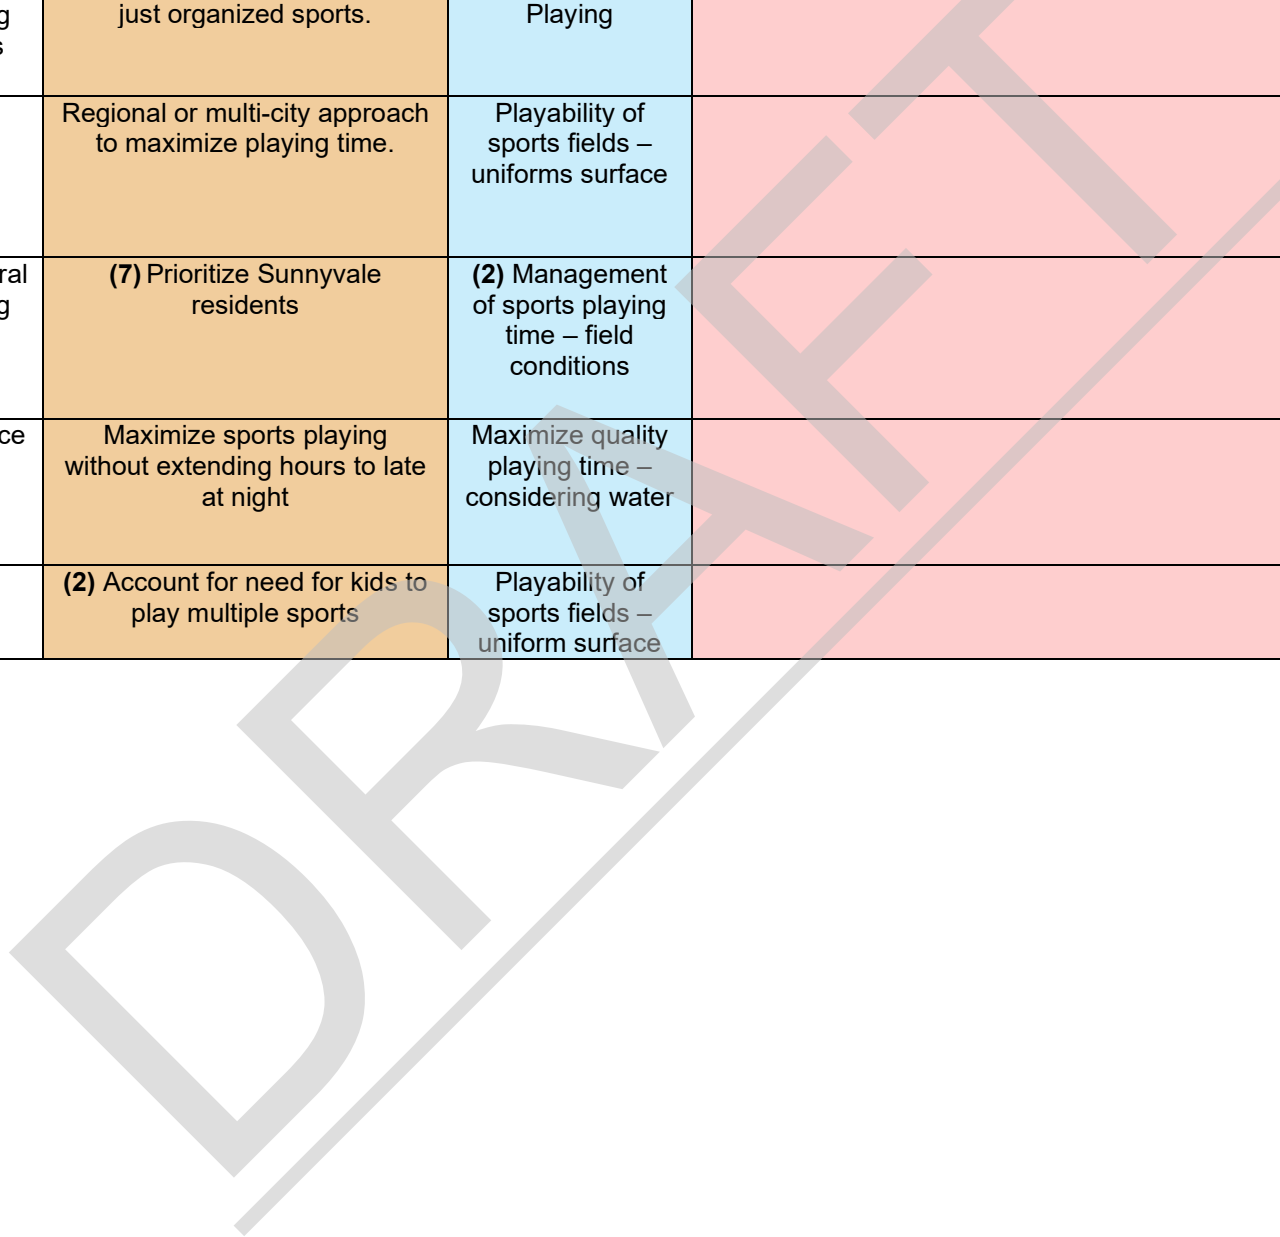 g
s
just organized sports.
Playing
Regional or multi-city approach
to maximize playing time.
Playability of
sports fields –
uniforms surface
ral
g
(7) Prioritize Sunnyvale
residents
(2) Management
of sports playing
time – field
conditions
ce
Maximize sports playing
without extending hours to late
at night
Maximize quality
playing time –
considering water
(2) Account for need for kids to
play multiple sports
Playability of
sports fields –
uniform surface
DRAFT